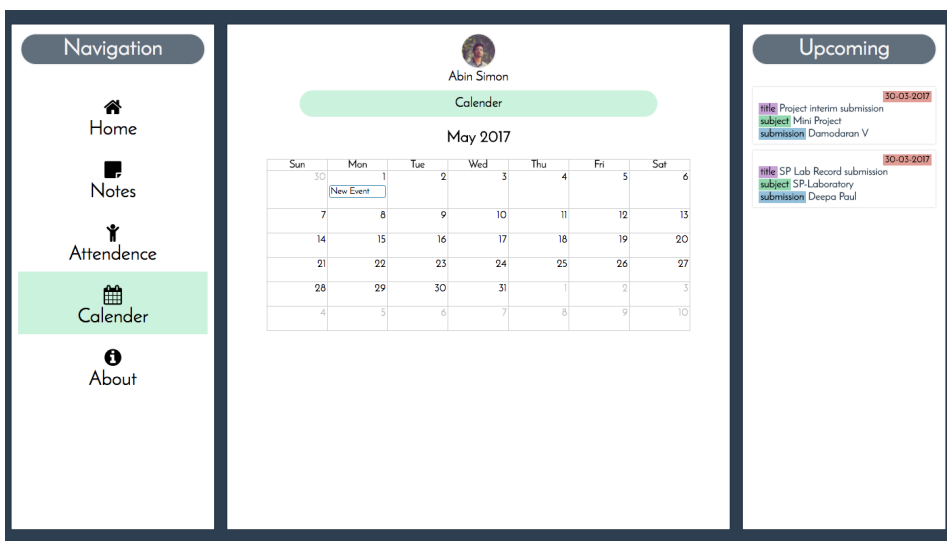 Navigation
Home
Notes
Attendence
Calender
About
Abin Simon
Calender
May 2017
Sun Mon Tue Wed Thu Fri Sat
30 1 2 3 4 5 6
New Event
7 8 9 10 11 12 13
14 15 16 17 18 19 20
21 22 23 24 25 26 27
28 29 30 31 1 2 3
4 5 6 7 8 9 10
Upcoming
30-03-2017
title Project interim submission
subject Mini Project
submission Damodaran V
30-03-2017
title SP Lab Record submission
subject SP-Laboratory
submission Deepa Paul